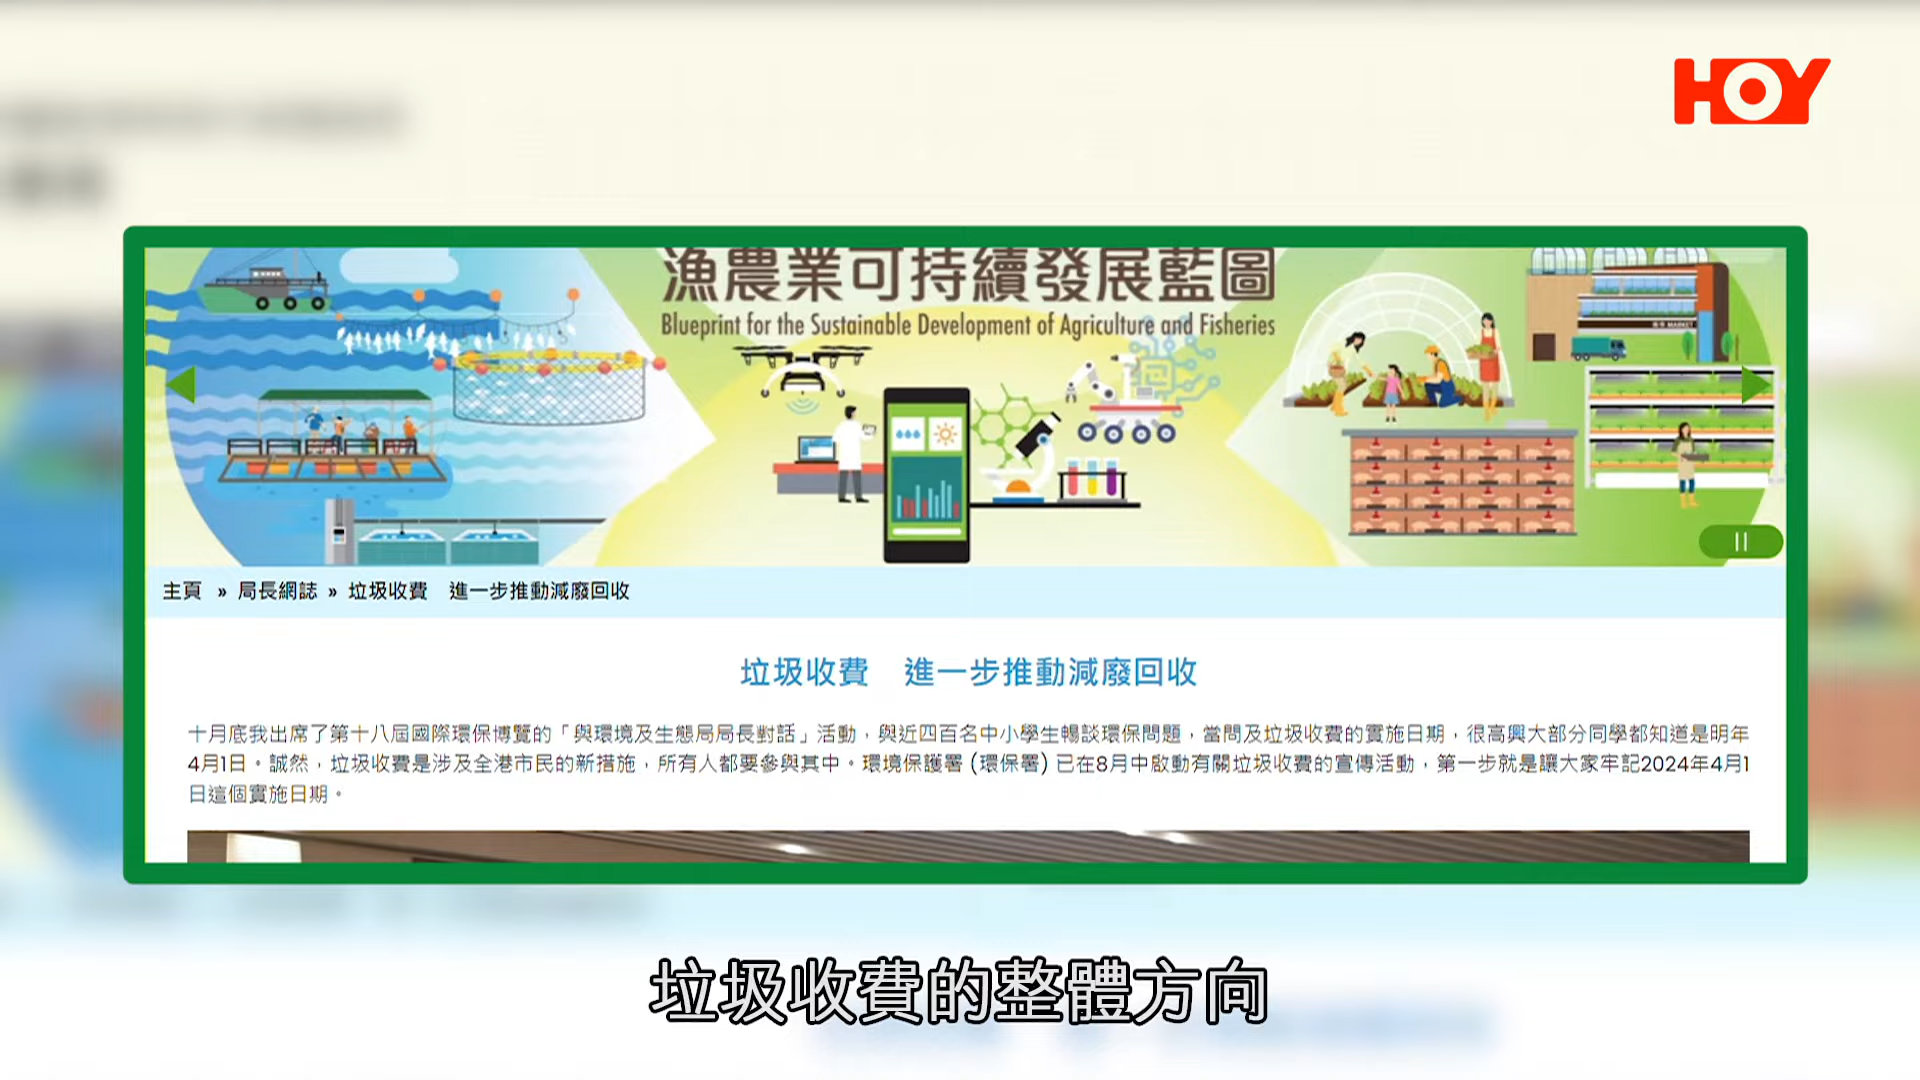 HOY
漁農業可持續發展藍圖
Blueprint for the Sustainable Development of Agriculture and Fisheries
MARKET
主頁 » 局長網誌 » 垃圾收費　進一步推動減廢回收
垃圾收費　進一步推動減廢回收
十月底我出席了第十八屆國際環保博覽的「與環境及生態局局長對話」活動，與近四百名中小學生暢談環保問題，當問及垃圾收費的實施日期，很高興大部分同學都知道是明年
4月1日。誠然，垃圾收費是涉及全港市民的新措施，所有人都要參與其中。環境保護署 (環保署) 已在8月中啟動有關垃圾收費的宣傳活動，第一步就是讓大家牢記2024年4月1
日這個實施日期。
垃圾收費的整體方向